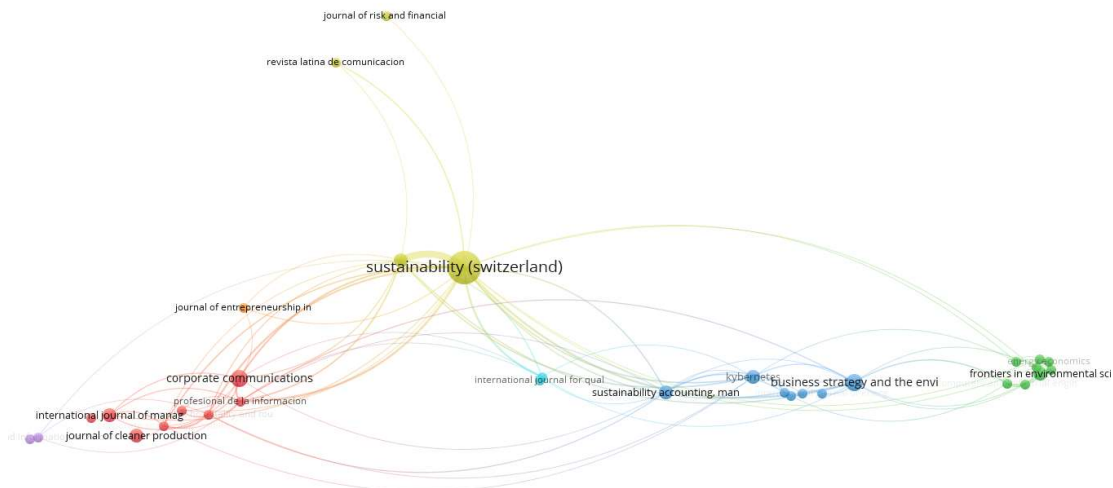 journal of risk and financial
revista latina de comunicacion
sustainability (switzerland)
journal of entrepreneurship in
energy economics
frontiers in environmental sci
corporate communications
international journal for qual
kybernetes
business strategy and the envi
sustainability accounting, man
profesional de la informacion
international journal of manag
journal of cleaner production